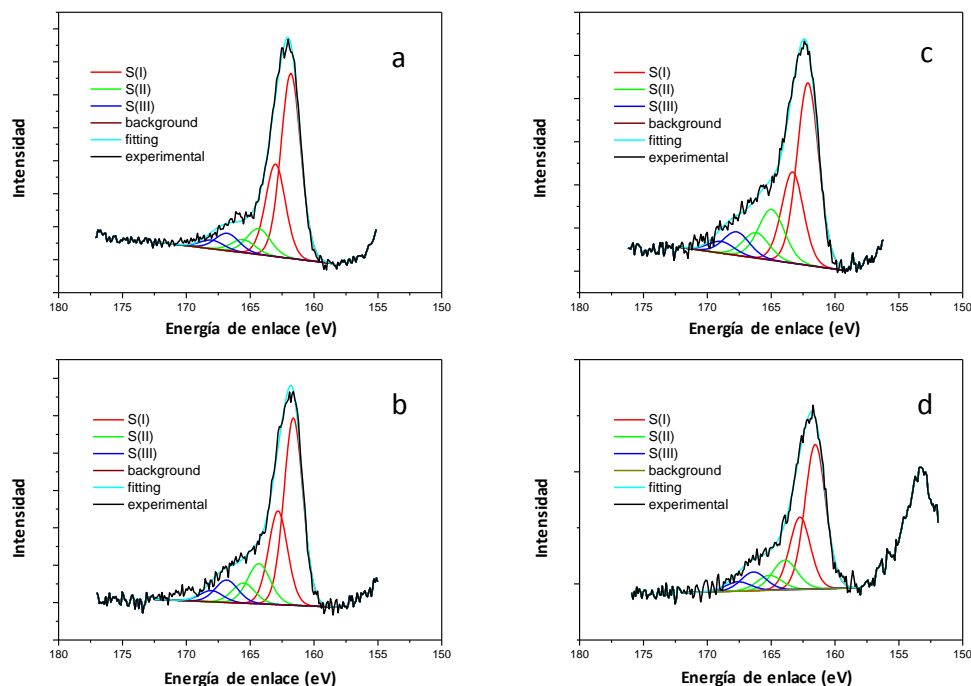 a
S(I)
S(II)
S(III)
background
fitting
experimental
Intensidad
180 175 170 165 160 155 150
Energía de enlace (eV)
c
S(I)
S(II)
S(III)
background
fitting
experimental
Intensidad
180 175 170 165 160 155 150
Energía de enlace (eV)
b
S(I)
S(II)
S(III)
background
fitting
experimental
Intensidad
180 175 170 165 160 155 150
Energía de enlace (eV)
d
S(I)
S(II)
S(III)
background
fitting
experimental
Intensidad
180 175 170 165 160 155 150
Energía de enlace (eV)